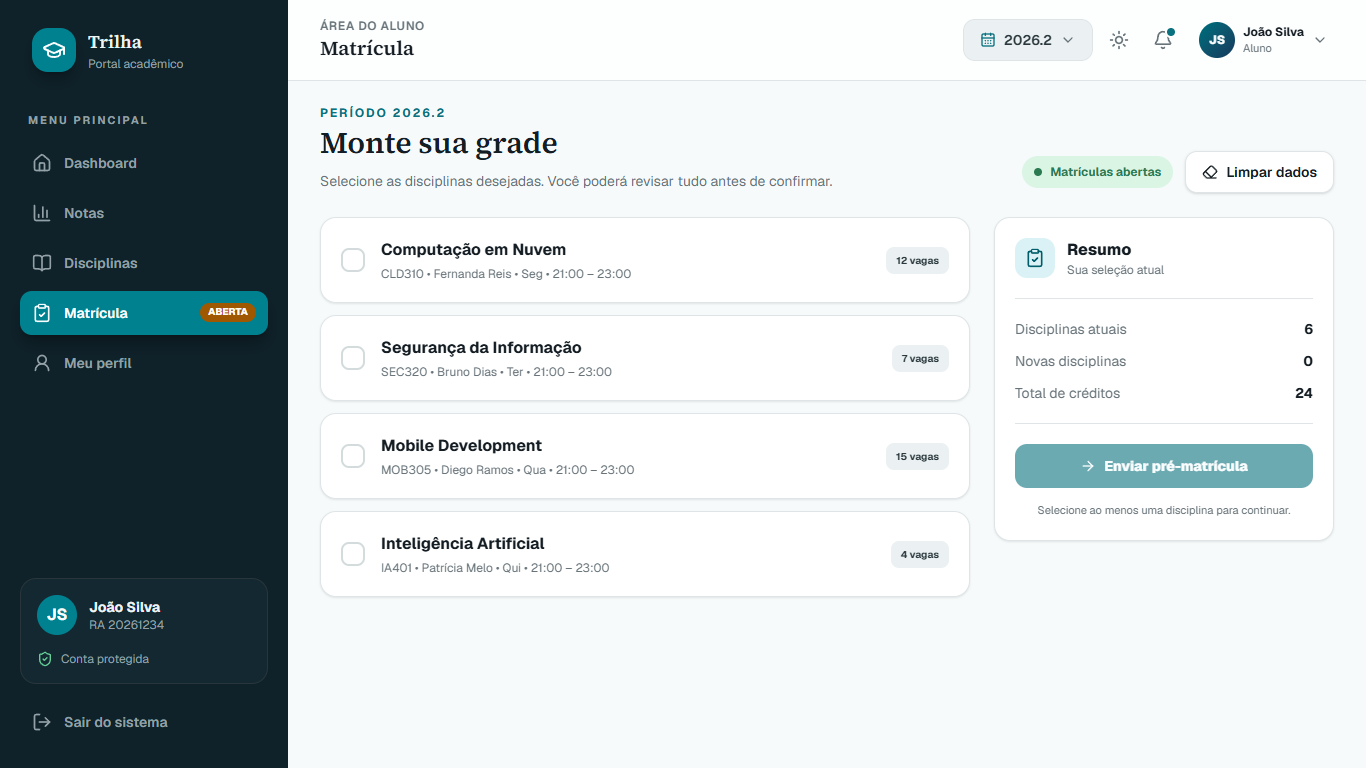 Trilha
Portal acadêmico
MENU PRINCIPAL
Dashboard
Notas
Disciplinas
Matrícula
ABERTA
Meu perfil
JS
João Silva
RA 20261234
Conta protegida
Sair do sistema
ÁREA DO ALUNO
Matrícula
2026.2
JS
João Silva
Aluno
PERÍODO 2026.2
Monte sua grade
Selecione as disciplinas desejadas. Você poderá revisar tudo antes de confirmar.
Matrículas abertas
Limpar dados
Computação em Nuvem
CLD310 • Fernanda Reis • Seg • 21:00 – 23:00
12 vagas
Segurança da Informação
SEC320 • Bruno Dias • Ter • 21:00 – 23:00
7 vagas
Mobile Development
MOB305 • Diego Ramos • Qua • 21:00 – 23:00
15 vagas
Inteligência Artificial
IA401 • Patrícia Melo • Qui • 21:00 – 23:00
4 vagas
Resumo
Sua seleção atual
Disciplinas atuais 6
Novas disciplinas 0
Total de créditos 24
Enviar pré-matrícula
Selecione ao menos uma disciplina para continuar.